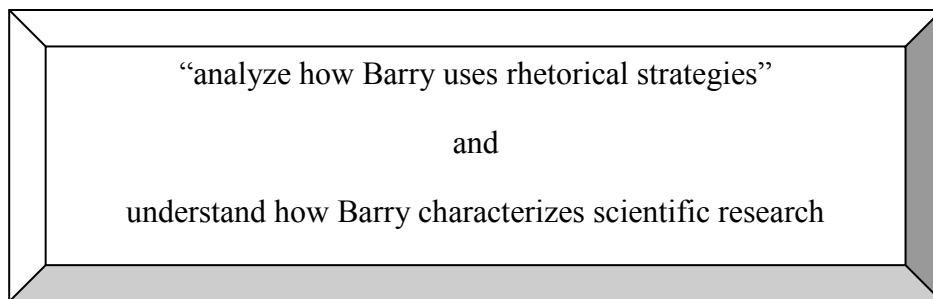 “analyze how Barry uses rhetorical strategies”
and
understand how Barry characterizes scientific research